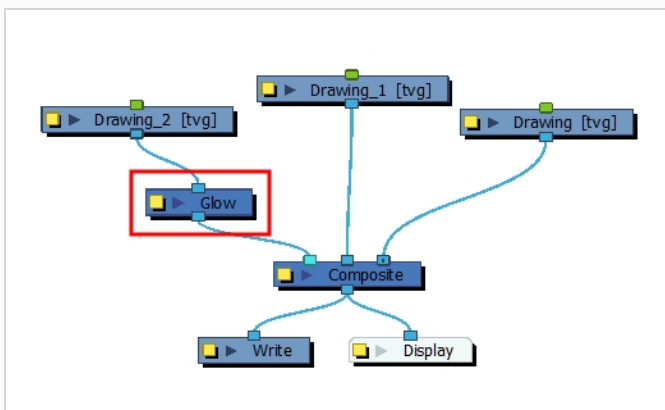 Drawing_1 [tvg]
Drawing_2 [tvg]
Drawing [tvg]
Glow
Composite
Write
Display